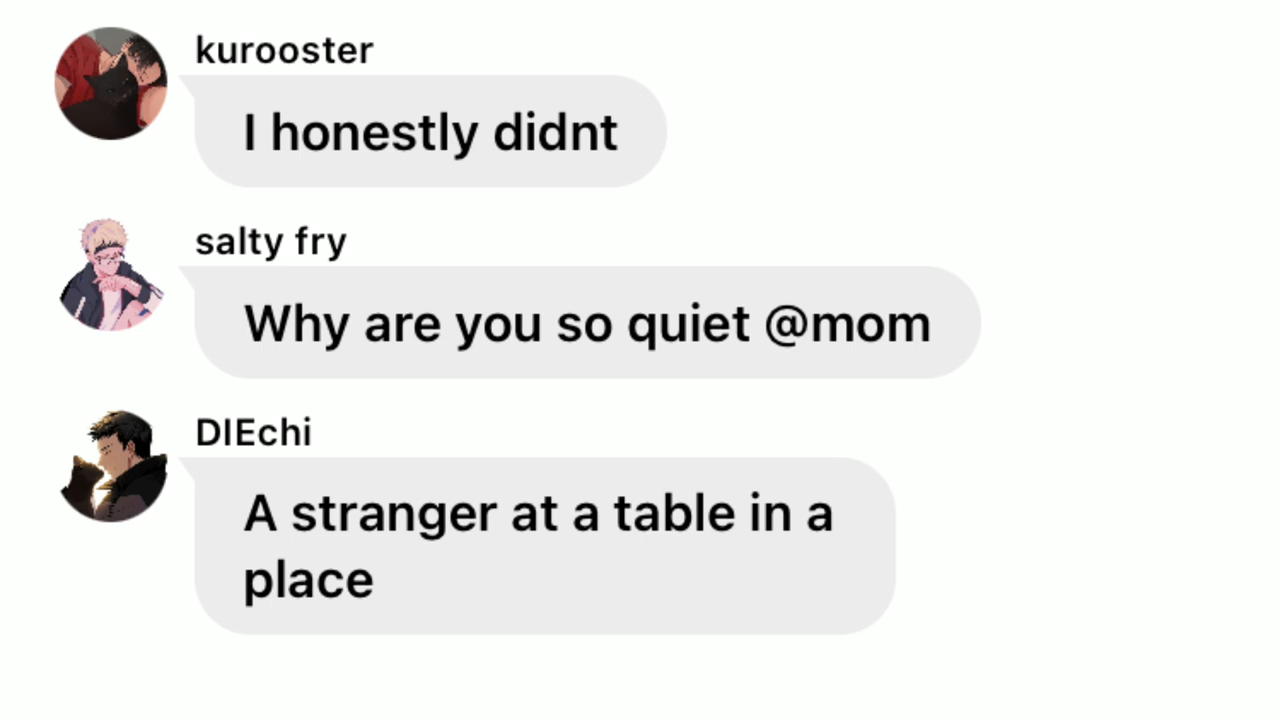 kurooster
I honestly didnt
salty fry
Why are you so quiet @mom
DIEchi
A stranger at a table in a
place